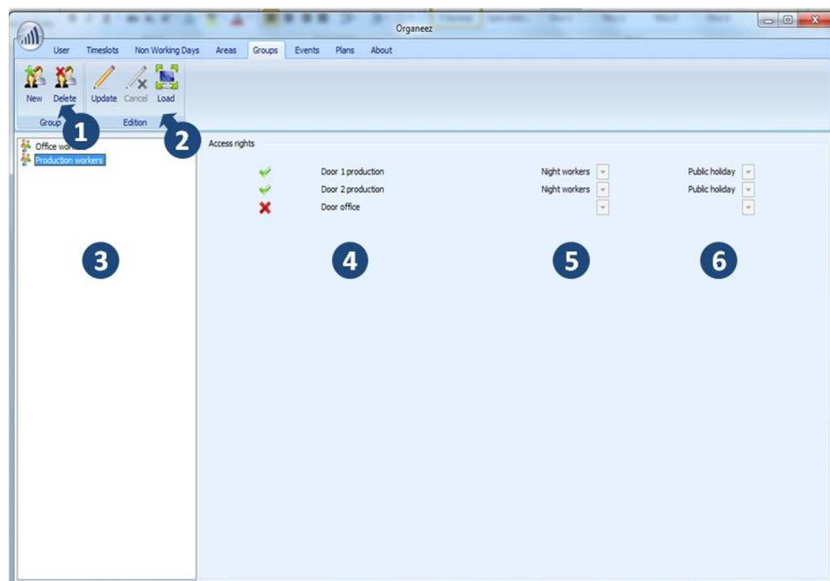 Organeez
User Timeslots Non Working Days Areas Groups Events Plans About
New Delete Update Cancel Load
Group Edition
1
2
Office
Production workers
Access rights
Door 1 production Night workers Public holiday
Door 2 production Night workers Public holiday
Door office
3 4 5 6